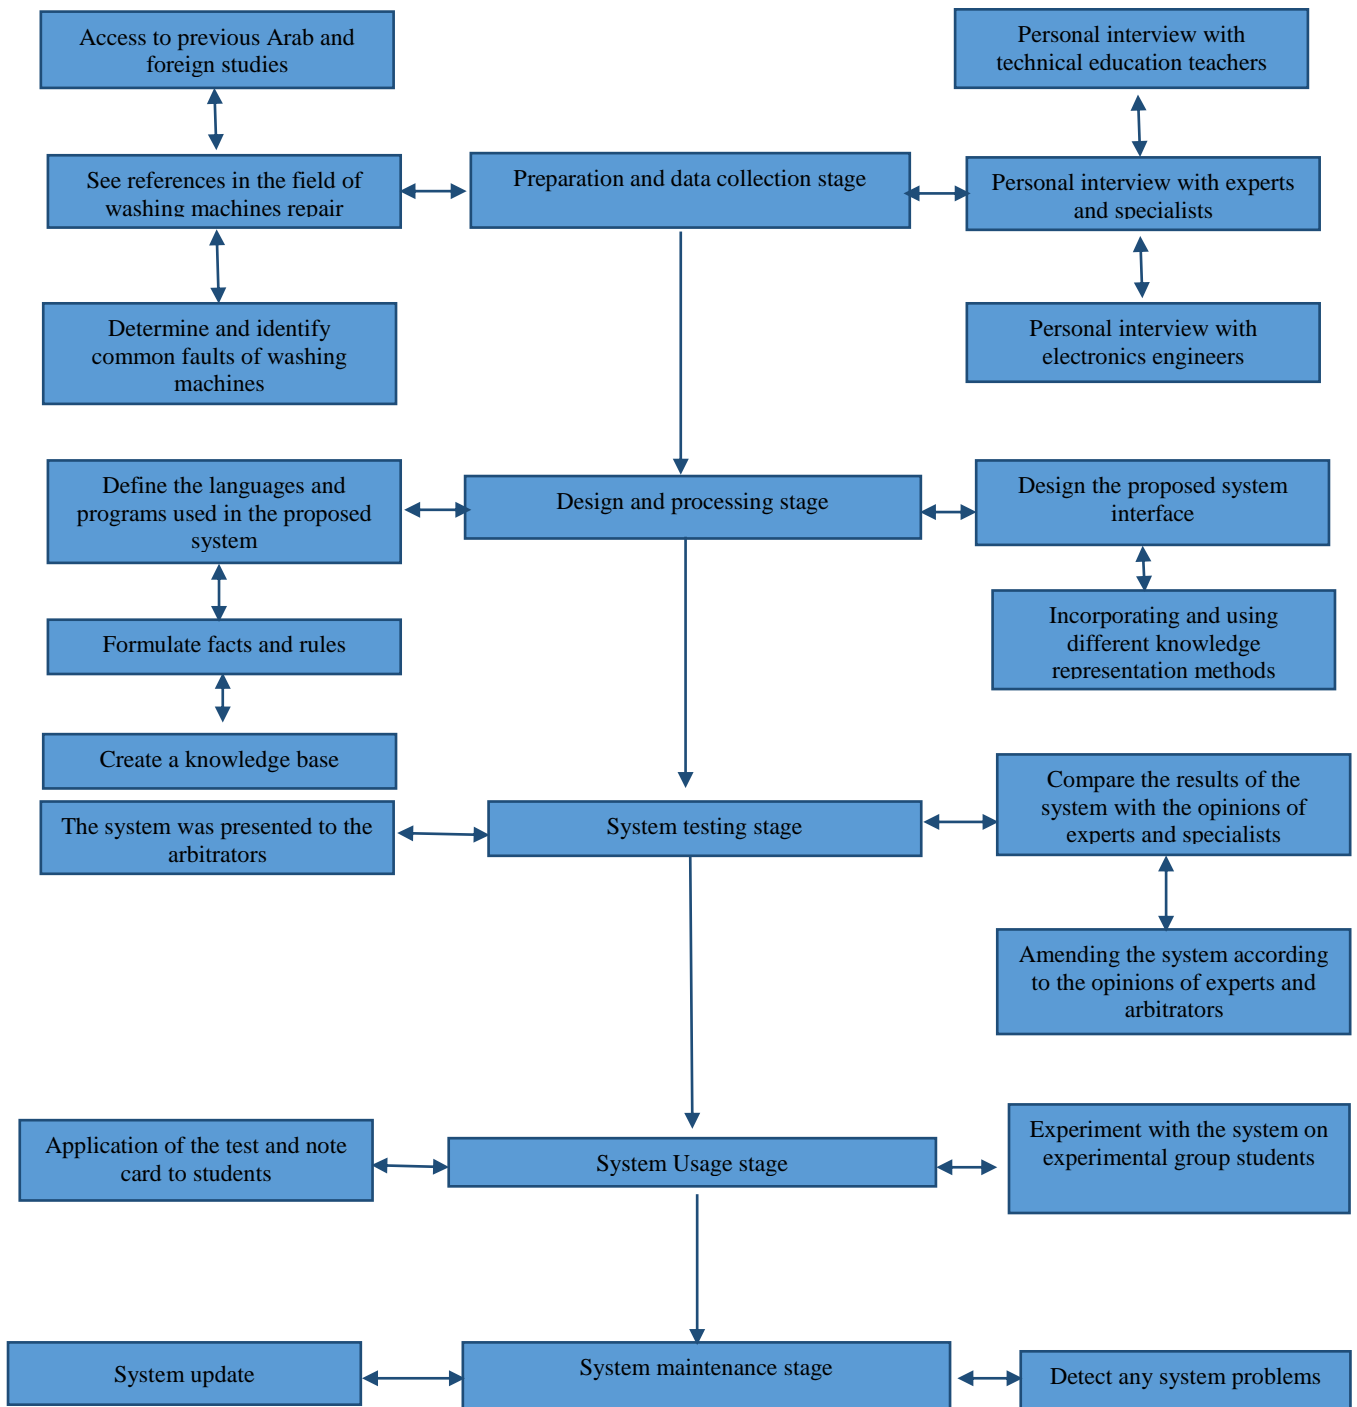 Access to previous Arab and
foreign studies
Personal interview with
technical education teachers
See references in the field of
washing machines repair
Preparation and data collection stage
Personal interview with experts
and specialists
Determine and identify
common faults of washing
machines
Personal interview with
electronics engineers
Define the languages and
programs used in the proposed
system
Design and processing stage
Design the proposed system
interface
Formulate facts and rules
Incorporating and using
different knowledge
representation methods
Create a knowledge base
The system was presented to the
arbitrators
System testing stage
Compare the results of the
system with the opinions of
experts and specialists
Amending the system according
to the opinions of experts and
arbitrators
Application of the test and note
card to students
System Usage stage
Experiment with the system on
experimental group students
System update
System maintenance stage
Detect any system problems